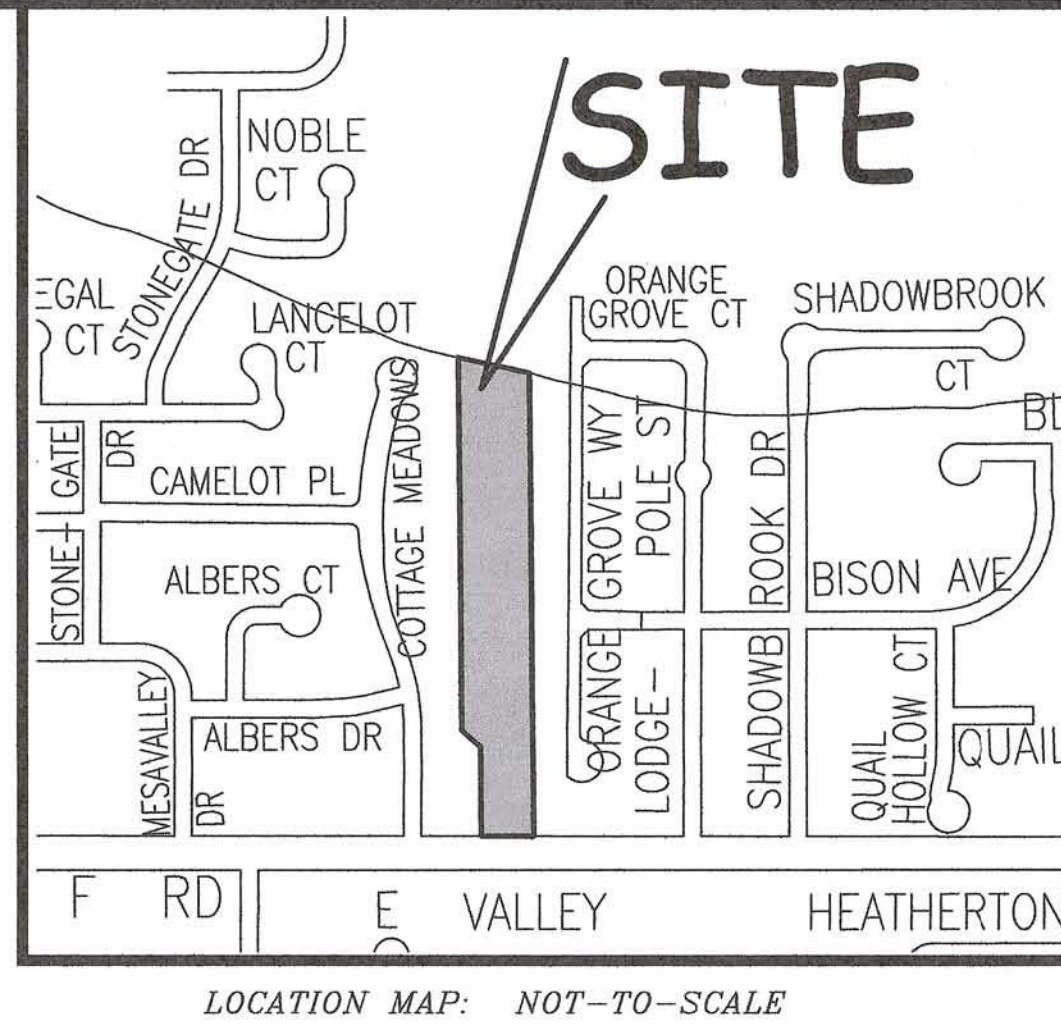 SITE
NOBLE
CT
STONEGATE DR
EGAL
CT
LANCELOT
CT
ORANGE
GROVE CT
SHADOWBROOK
CT
BL
STONE-
GATE
DR
CAMELOT PL
COTTAGE MEADOWS
GROVE WY
ORANGE
POLE ST
LODGE-
ROOK DR
SHADOWB
BISON AVE
ALBERS CT
MESAVALLEY
DR
ALBERS DR
QUAIL
HOLLOW CT
QUAIL
F RD
E
VALLEY
HEATHERTON
LOCATION MAP: NOT-TO-SCALE